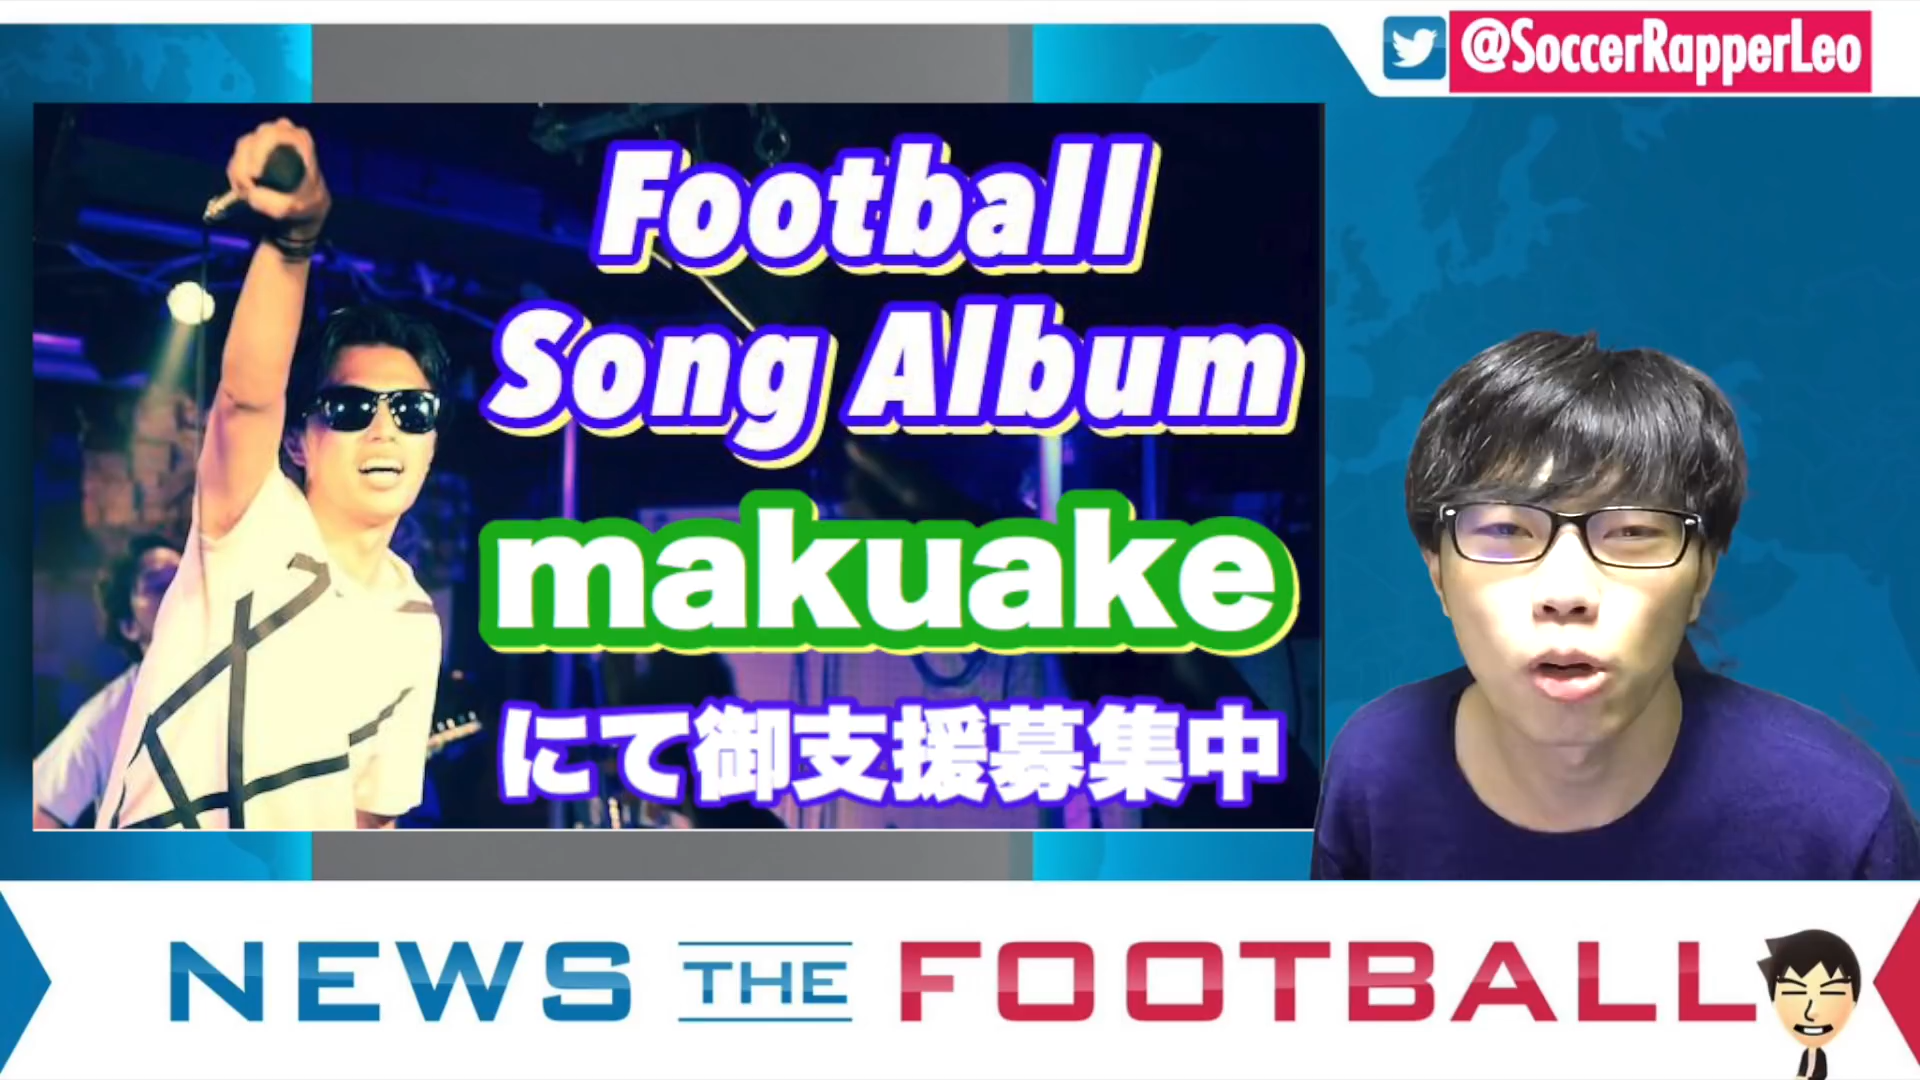 @SoccerRapperLeo
Football
Song Album
makuake
にて御支援募集中
NEWS THE FOOTBALL